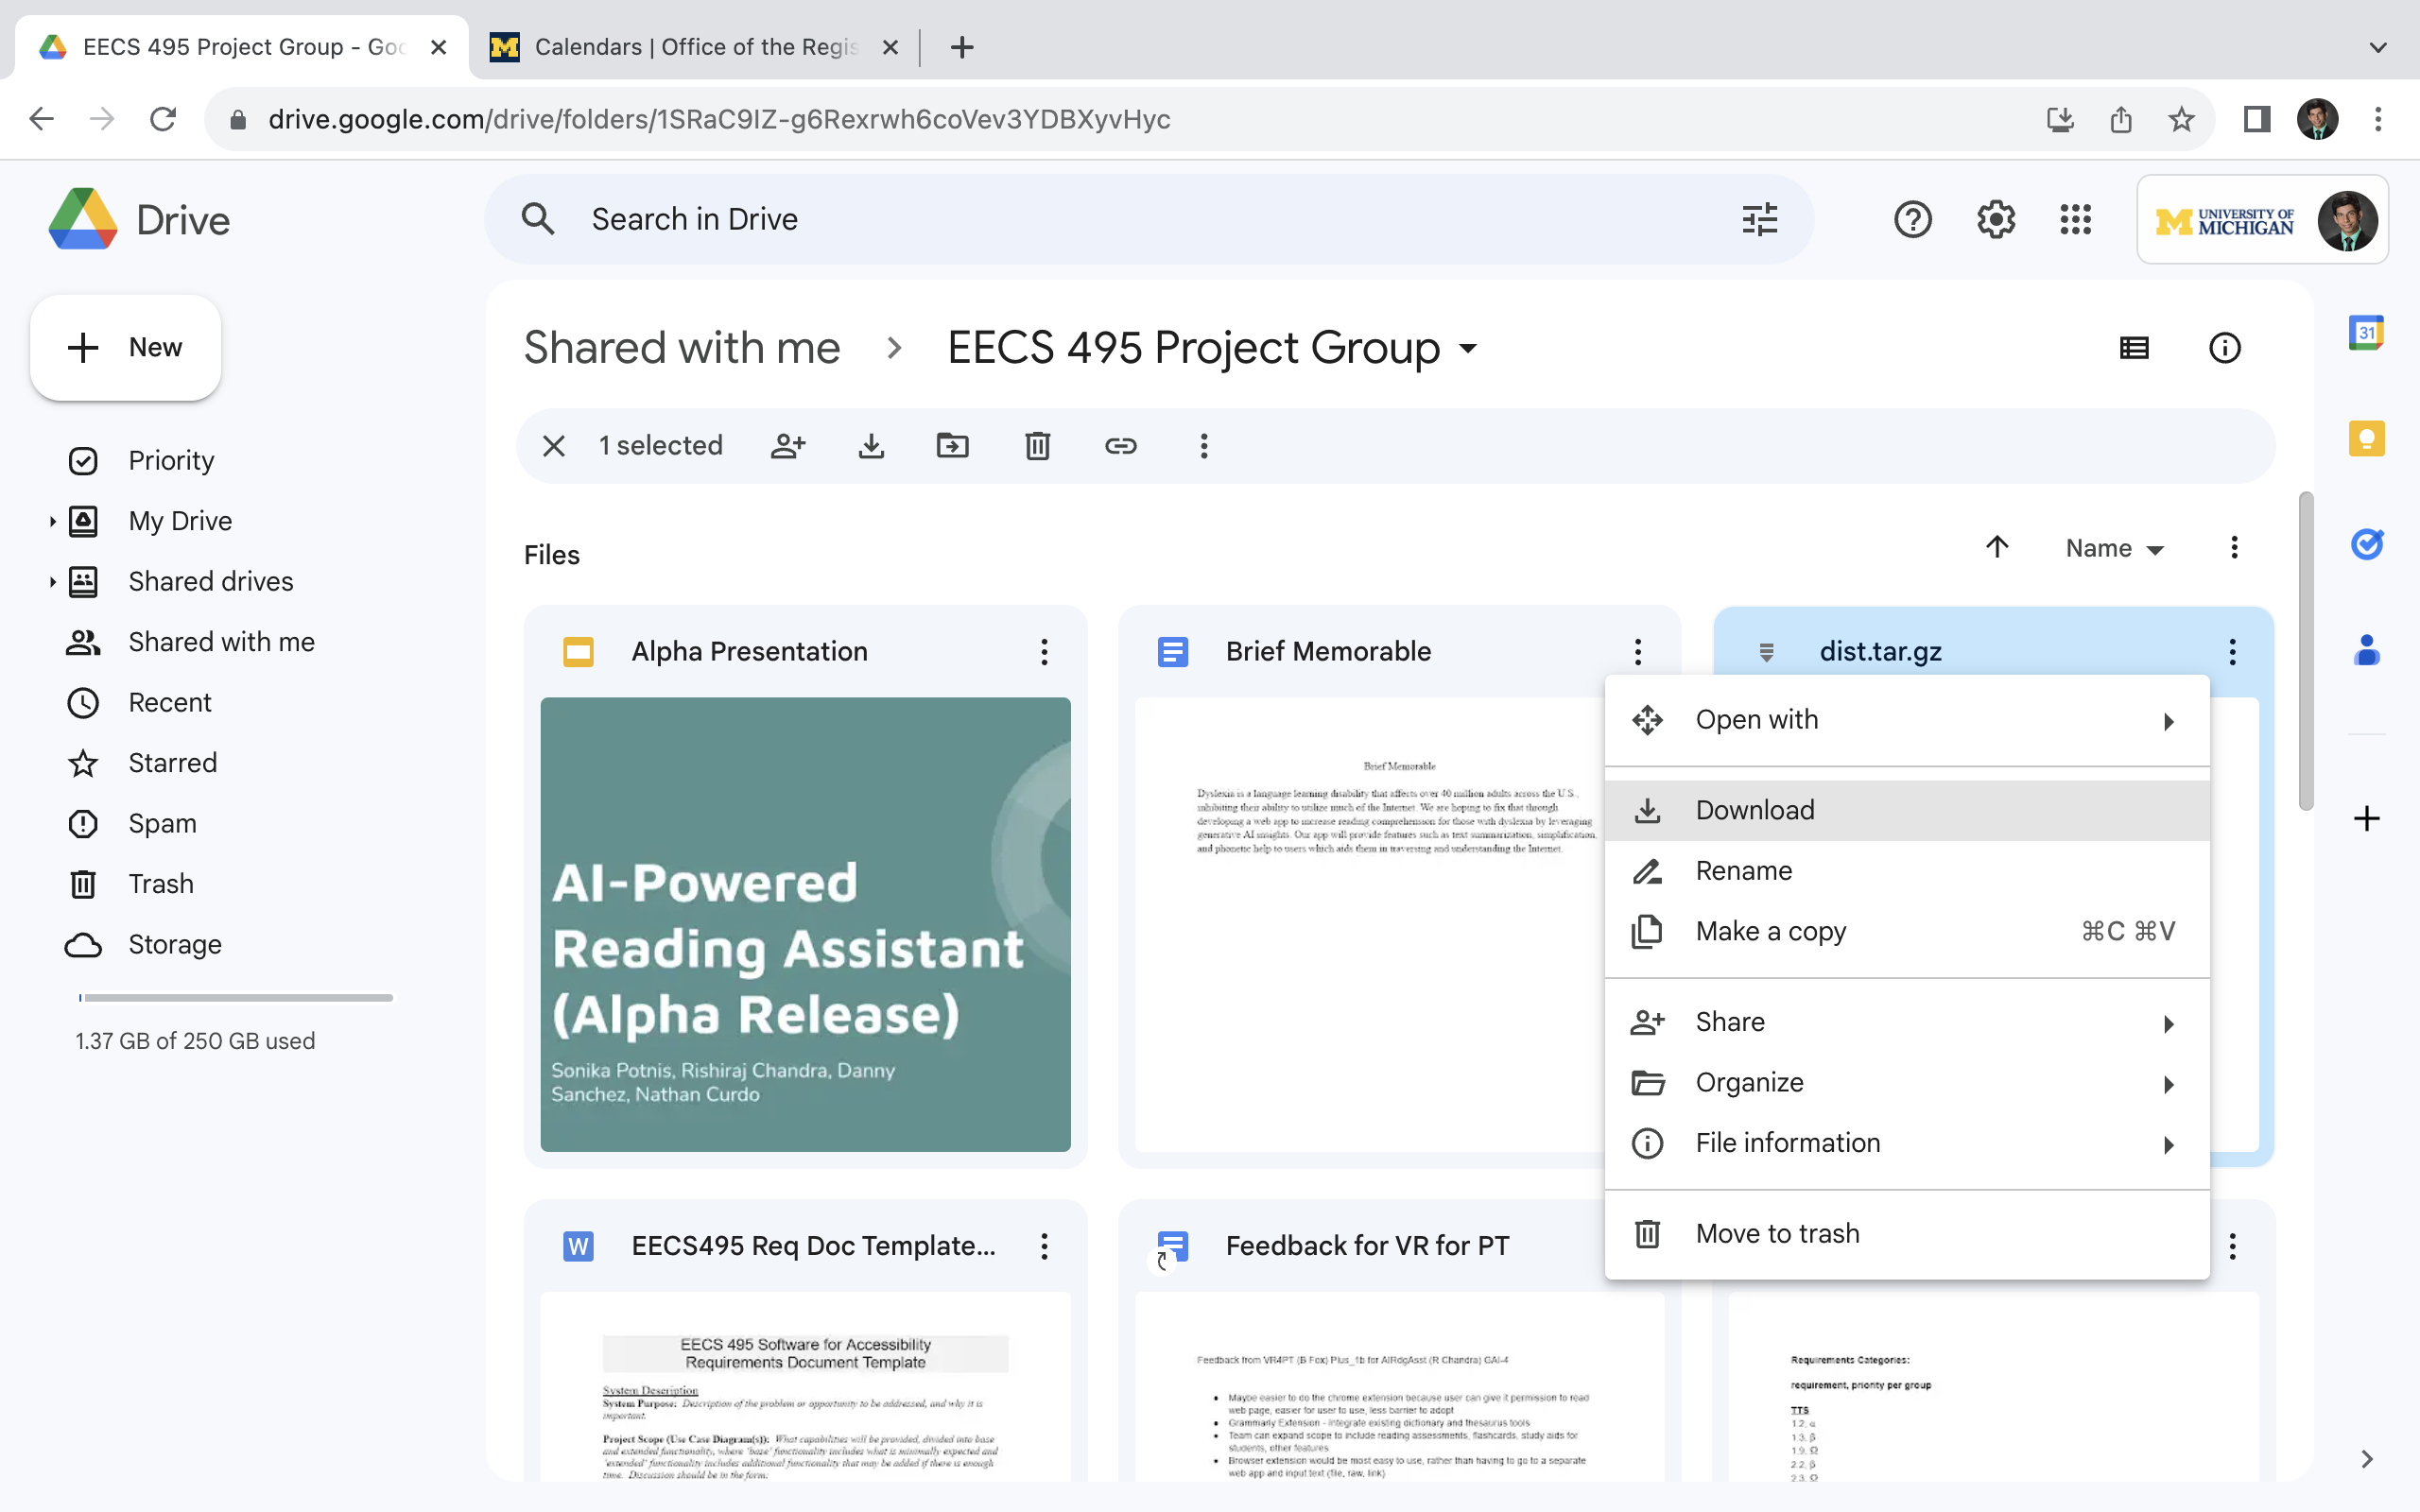 EECS 495 Project Group - Goo
Calendars | Office of the Regis
drive.google.com/drive/folders/1SRaC9IZ-g6Rexrwh6coVev3YDBXyvHyc
Drive
Search in Drive
UNIVERSITY OF
MICHIGAN
New
Shared with me
EECS 495 Project Group
31
1 selected
Priority
My Drive
Shared drives
Shared with me
Recent
Starred
Spam
Trash
Storage
1.37 GB of 250 GB used
Files
Name
Alpha Presentation
Brief Memorable
dist.tar.gz
AI-Powered
Reading Assistant
(Alpha Release)
Sonika Potnis, Rishiraj Chandra, Danny
Sanchez, Nathan Curdo
Brief Memorable
Dyslexia is a language learning disability that affects over 40 million adults across the U.S.,
inhibiting their ability to utilize much of the Internet. We are hoping to fix that through
developing a web app to increase reading comprehension for those with dyslexia by leveraging
generative AI insights. Our app will provide features such as text summarization, simplification,
and phonetic help to users which aids them in traversing and understanding the Internet.
Open with
Download
Rename
Make a copy
⌘C ⌘V
Share
Organize
File information
Move to trash
W
EECS495 Req Doc Template...
Feedback for VR for PT
EECS 495 Software for Accessibility
Requirements Document Template
System Description
System Purpose: Description of the problem or opportunity to be addressed, and why it is
important.
Project Scope (Use Case Diagram(s)): What capabilities will be provided, divided into base
and extended functionality, where 'base' functionality includes what is minimally expected and
'extended' functionality includes additional functionality that may be added if there is enough
time. Discussion should be in the form:
Feedback from VR4PT (B Fox) Plus_1b for AIRdgAsst (R Chandra) GAI-4
Maybe easier to do the chrome extension because user can give it permission to read
web page, easier for user to use, less barrier to adopt
Grammarly Extension - Integrate existing dictionary and thesaurus tools
Team can expand scope to include reading assessments, flashcards, study aids for
students, other features
Browser extension would be most easy to use, rather than having to go to a separate
web app and input text (file, raw, link)
Requirements Categories:
requirement, priority per group
TTS
1.2, α
1.3, β
1.9, Ω
2.2, β
2.3, Ω